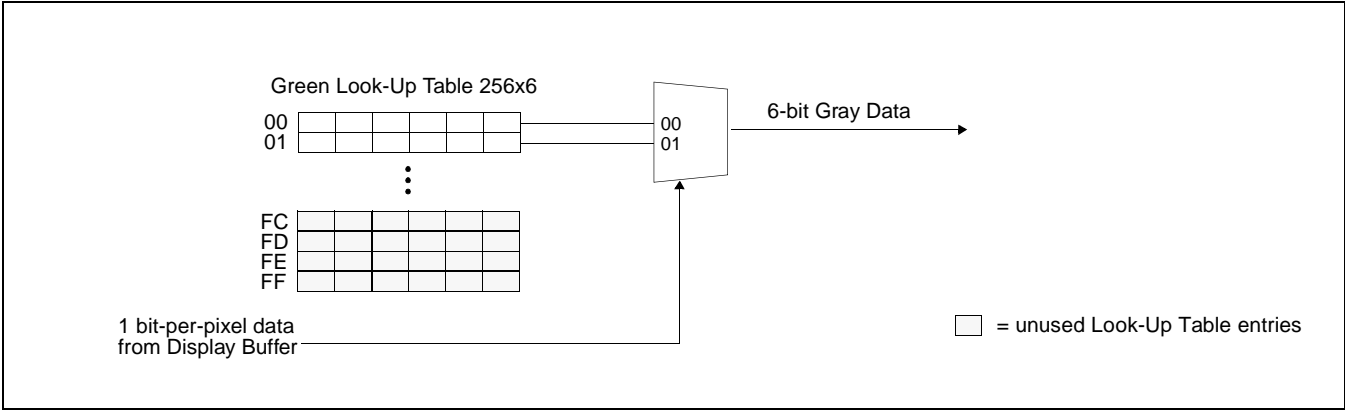 Green Look-Up Table 256x6
00
01
00
01
6-bit Gray Data
FC
FD
FE
FF
1 bit-per-pixel data
from Display Buffer
= unused Look-Up Table entries